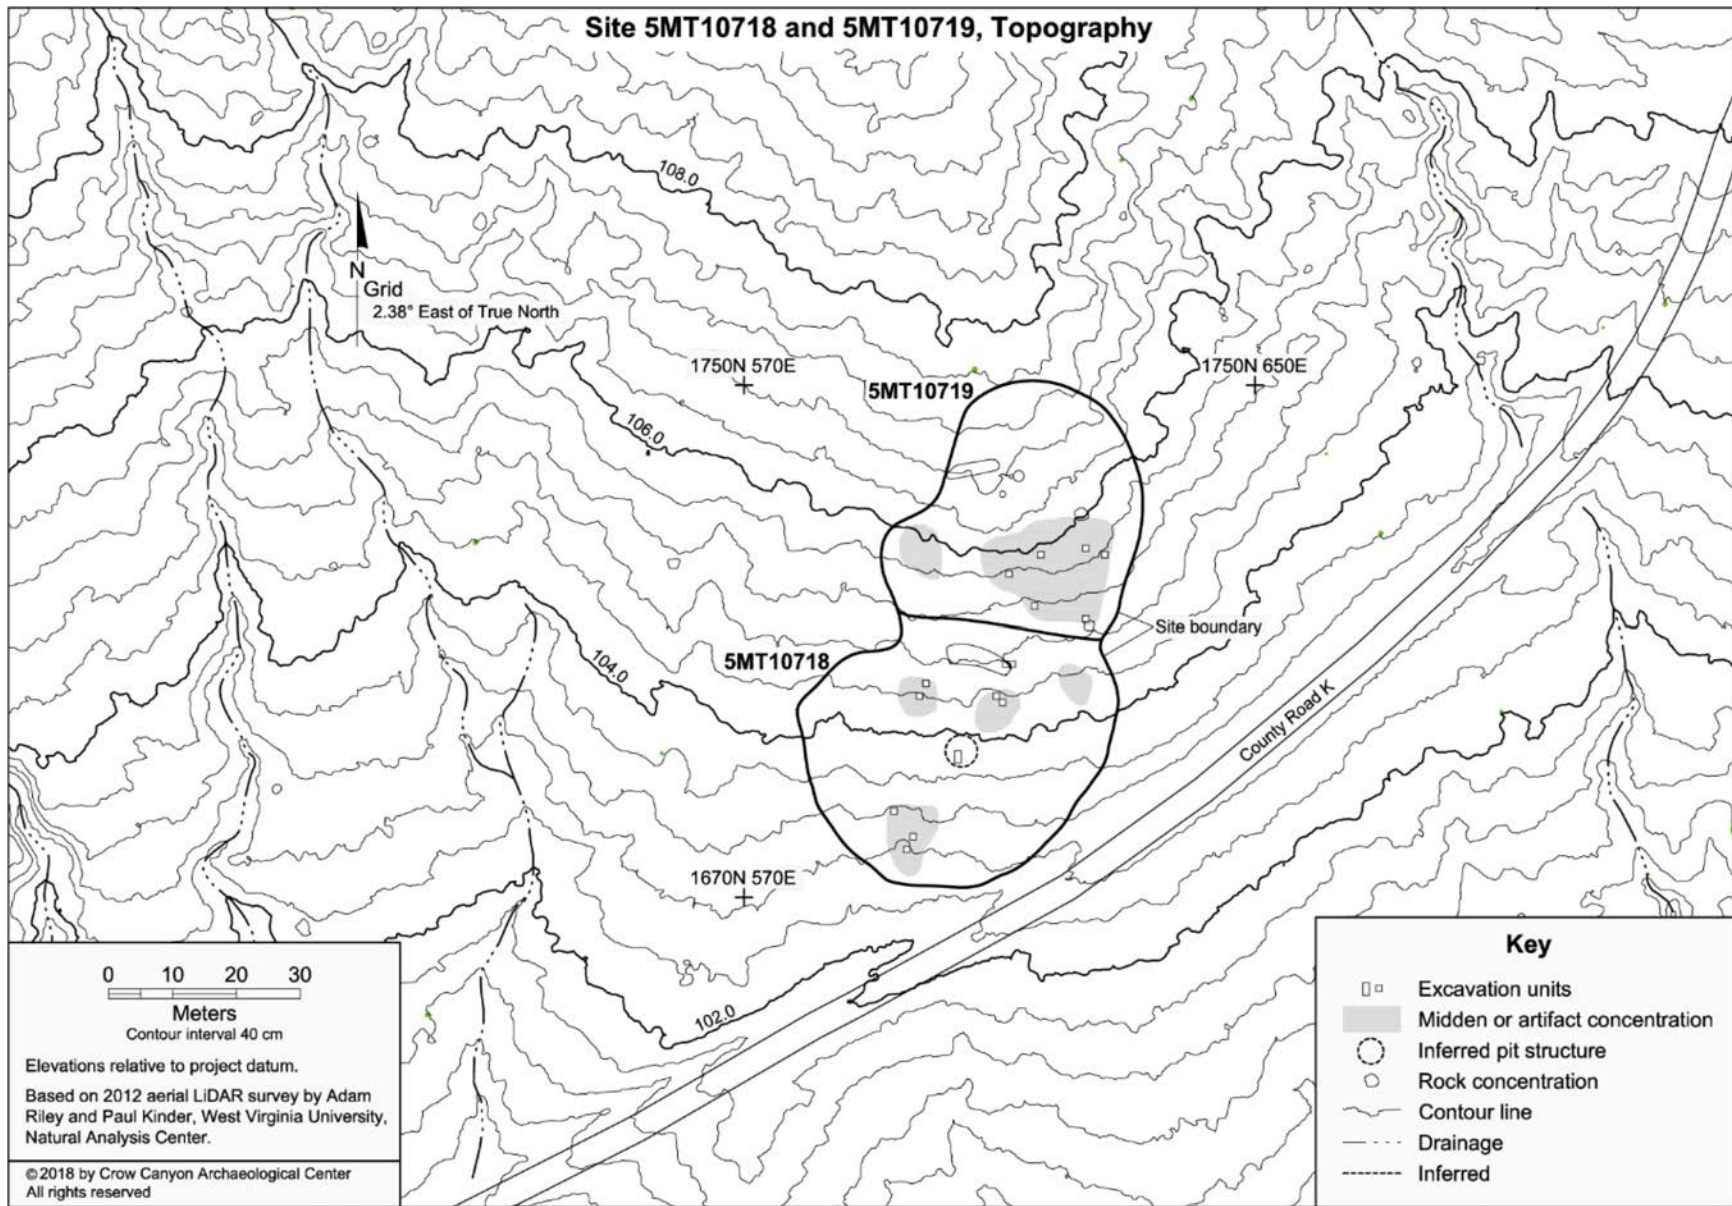 Site 5MT10718 and 5MT10719, Topography
108.0
N
Grid
2.38° East of True North
1750N 570E
1750N 650E
5MT10719
106.0
Site boundary
5MT10718
104.0
County Road K
1670N 570E
102.0
0 10 20 30
Meters
Contour interval 40 cm
Elevations relative to project datum.
Based on 2012 aerial LiDAR survey by Adam
Riley and Paul Kinder, West Virginia University,
Natural Analysis Center.
©2018 by Crow Canyon Archaeological Center
All rights reserved
Key
Excavation units
Midden or artifact concentration
Inferred pit structure
Rock concentration
Contour line
Drainage
Inferred